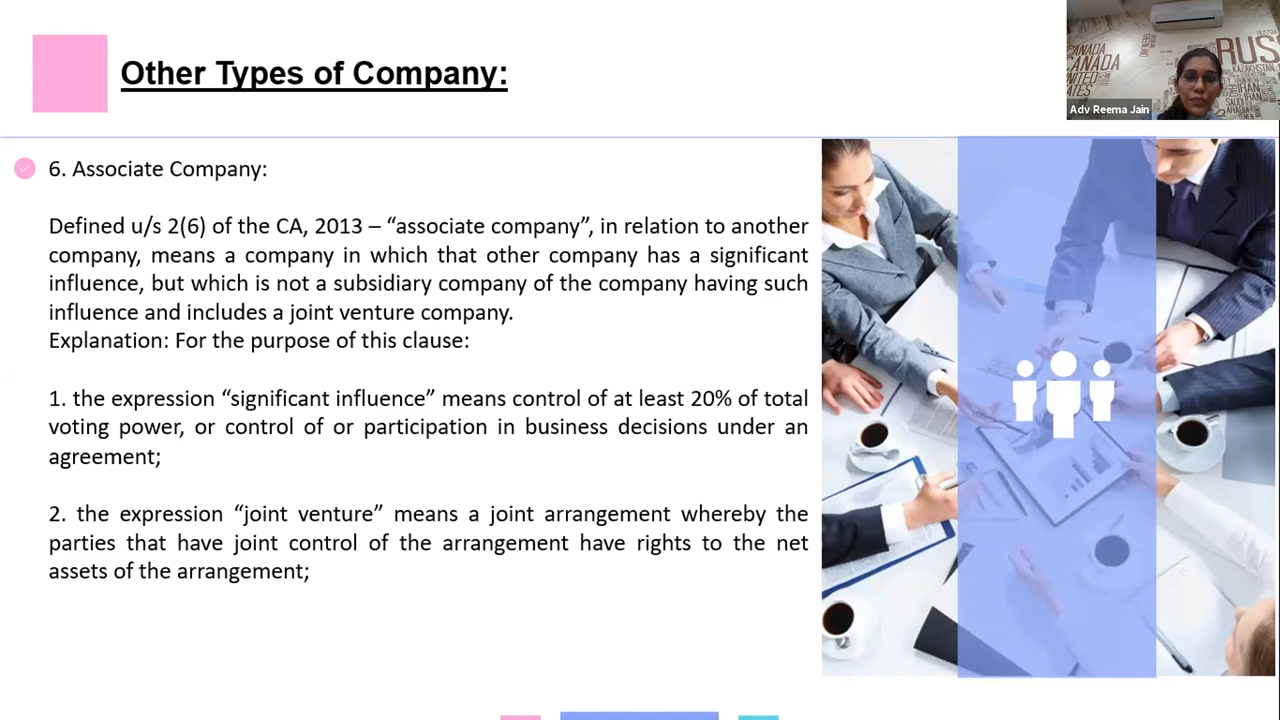 Other Types of Company:
6. Associate Company:
Defined u/s 2(6) of the CA, 2013 – “associate company”, in relation to another
company, means a company in which that other company has a significant
influence, but which is not a subsidiary company of the company having such
influence and includes a joint venture company.
Explanation: For the purpose of this clause:
1. the expression “significant influence” means control of at least 20% of total
voting power, or control of or participation in business decisions under an
agreement;
2. the expression “joint venture” means a joint arrangement whereby the
parties that have joint control of the arrangement have rights to the net
assets of the arrangement;
CANADA
CANADA
UNITED
RUS
KAZAKHSTAN
IRAN
IRAN
Adv Reema Jain